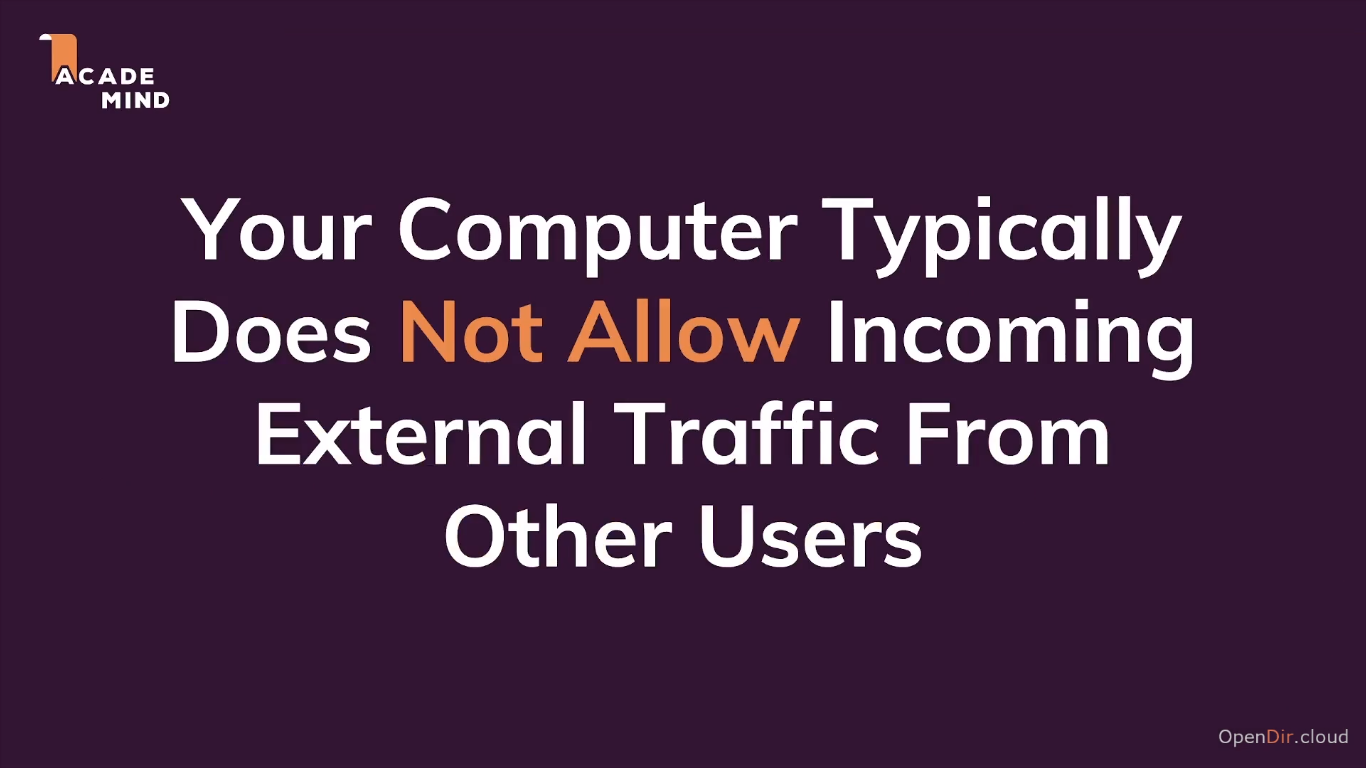 ACADE
MIND
Your Computer Typically
Does Not Allow Incoming
External Traffic From
Other Users
OpenDir.cloud